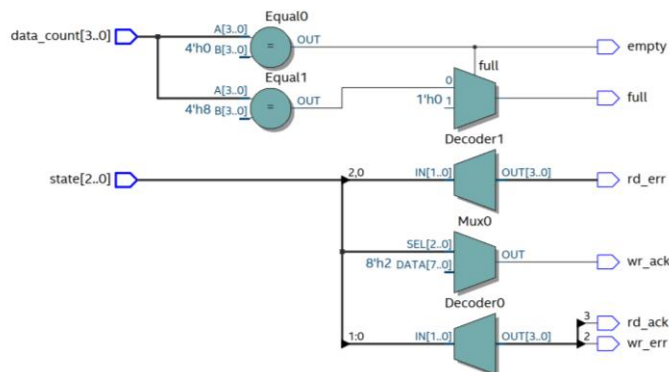 Equal0
data_count[3..0]
A[3..0]
4'h0 B[3..0]
=
OUT
empty
Equal1
full
A[3..0]
4'h8 B[3..0]
=
OUT
0
1'h0 1
full
Decoder1
state[2..0]
2,0
IN[1..0]
OUT[3..0]
rd_err
Mux0
SEL[2..0]
8'h2 DATA[7..0]
OUT
wr_ack
Decoder0
1:0
IN[1..0]
OUT[3..0]
3
rd_ack
2
wr_err